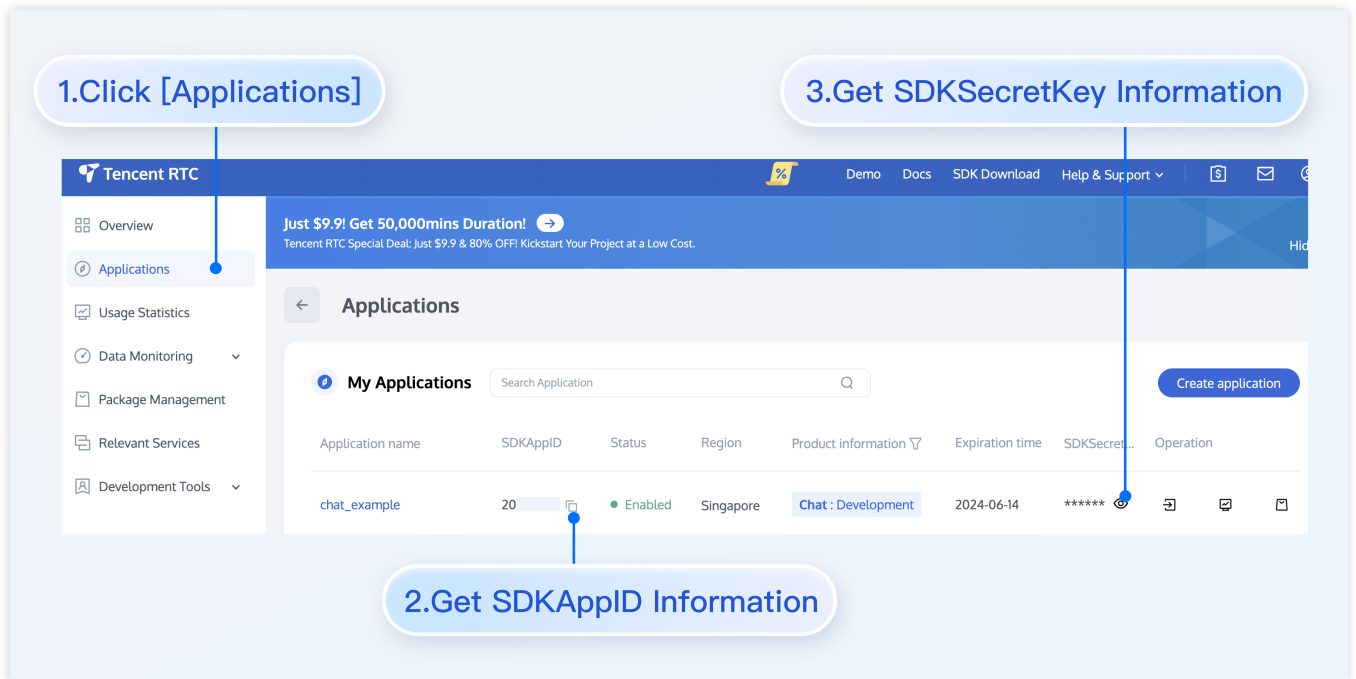 1.Click [Applications]
3.Get SDKSecretKey Information
Tencent RTC
%
Demo
Docs
SDK Download
Help & Support
$
Overview
Applications
Usage Statistics
Data Monitoring
Package Management
Relevant Services
Development Tools
Just $9.9! Get 50,000mins Duration!
Tencent RTC Special Deal: Just $9.9 & 80% OFF! Kickstart Your Project at a Low Cost.
Hid
Applications
My Applications
Search Application
Create application
Application name
SDKAppID
Status
Region
Product information
Expiration time
SDKSecret...
Operation
chat_example
20
Enabled
Singapore
Chat : Development
2024-06-14
******
2.Get SDKAppID Information